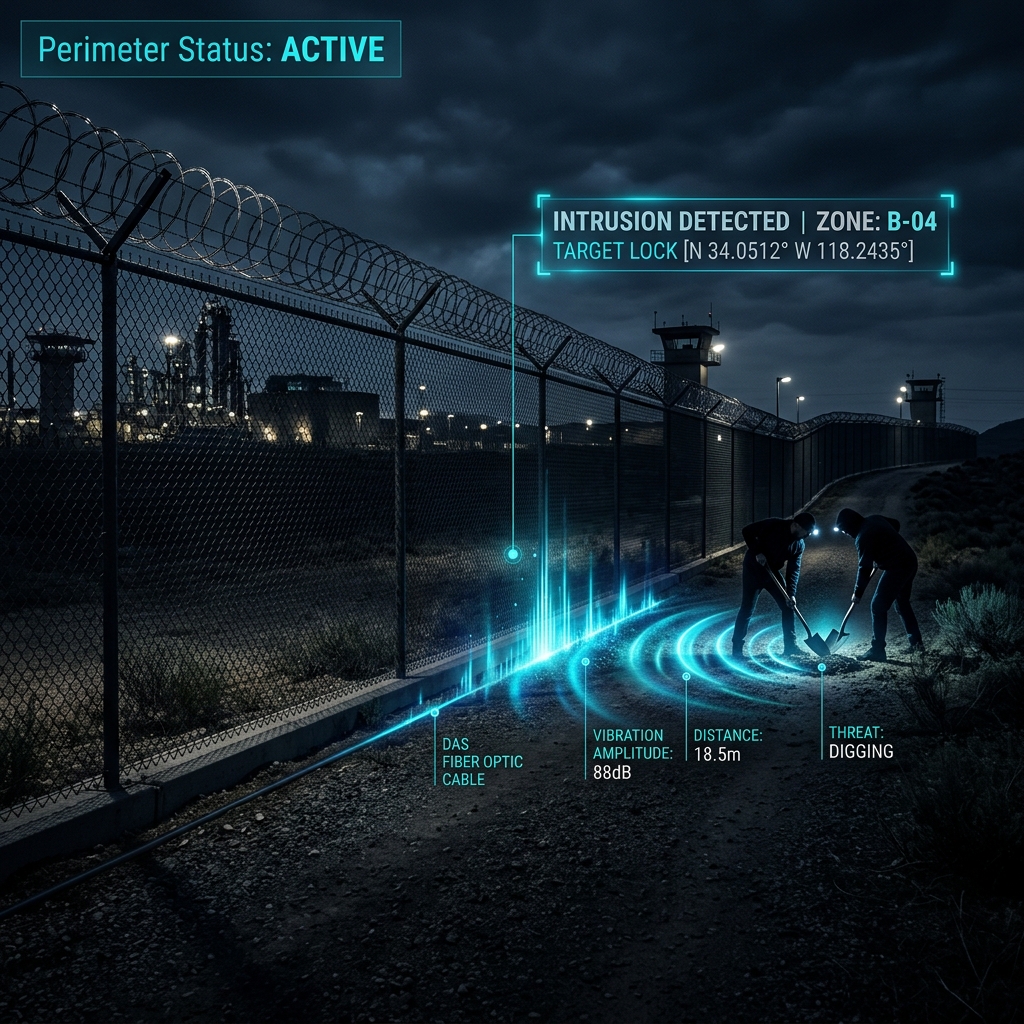 Perimeter Status: ACTIVE
INTRUSION DETECTED | ZONE: B-04
TARGET LOCK [N 34.0512° W 118.2435°]
DAS
FIBER OPTIC
CABLE
VIBRATION
AMPLITUDE:
88dB
DISTANCE:
18.5m
THREAT:
DIGGING